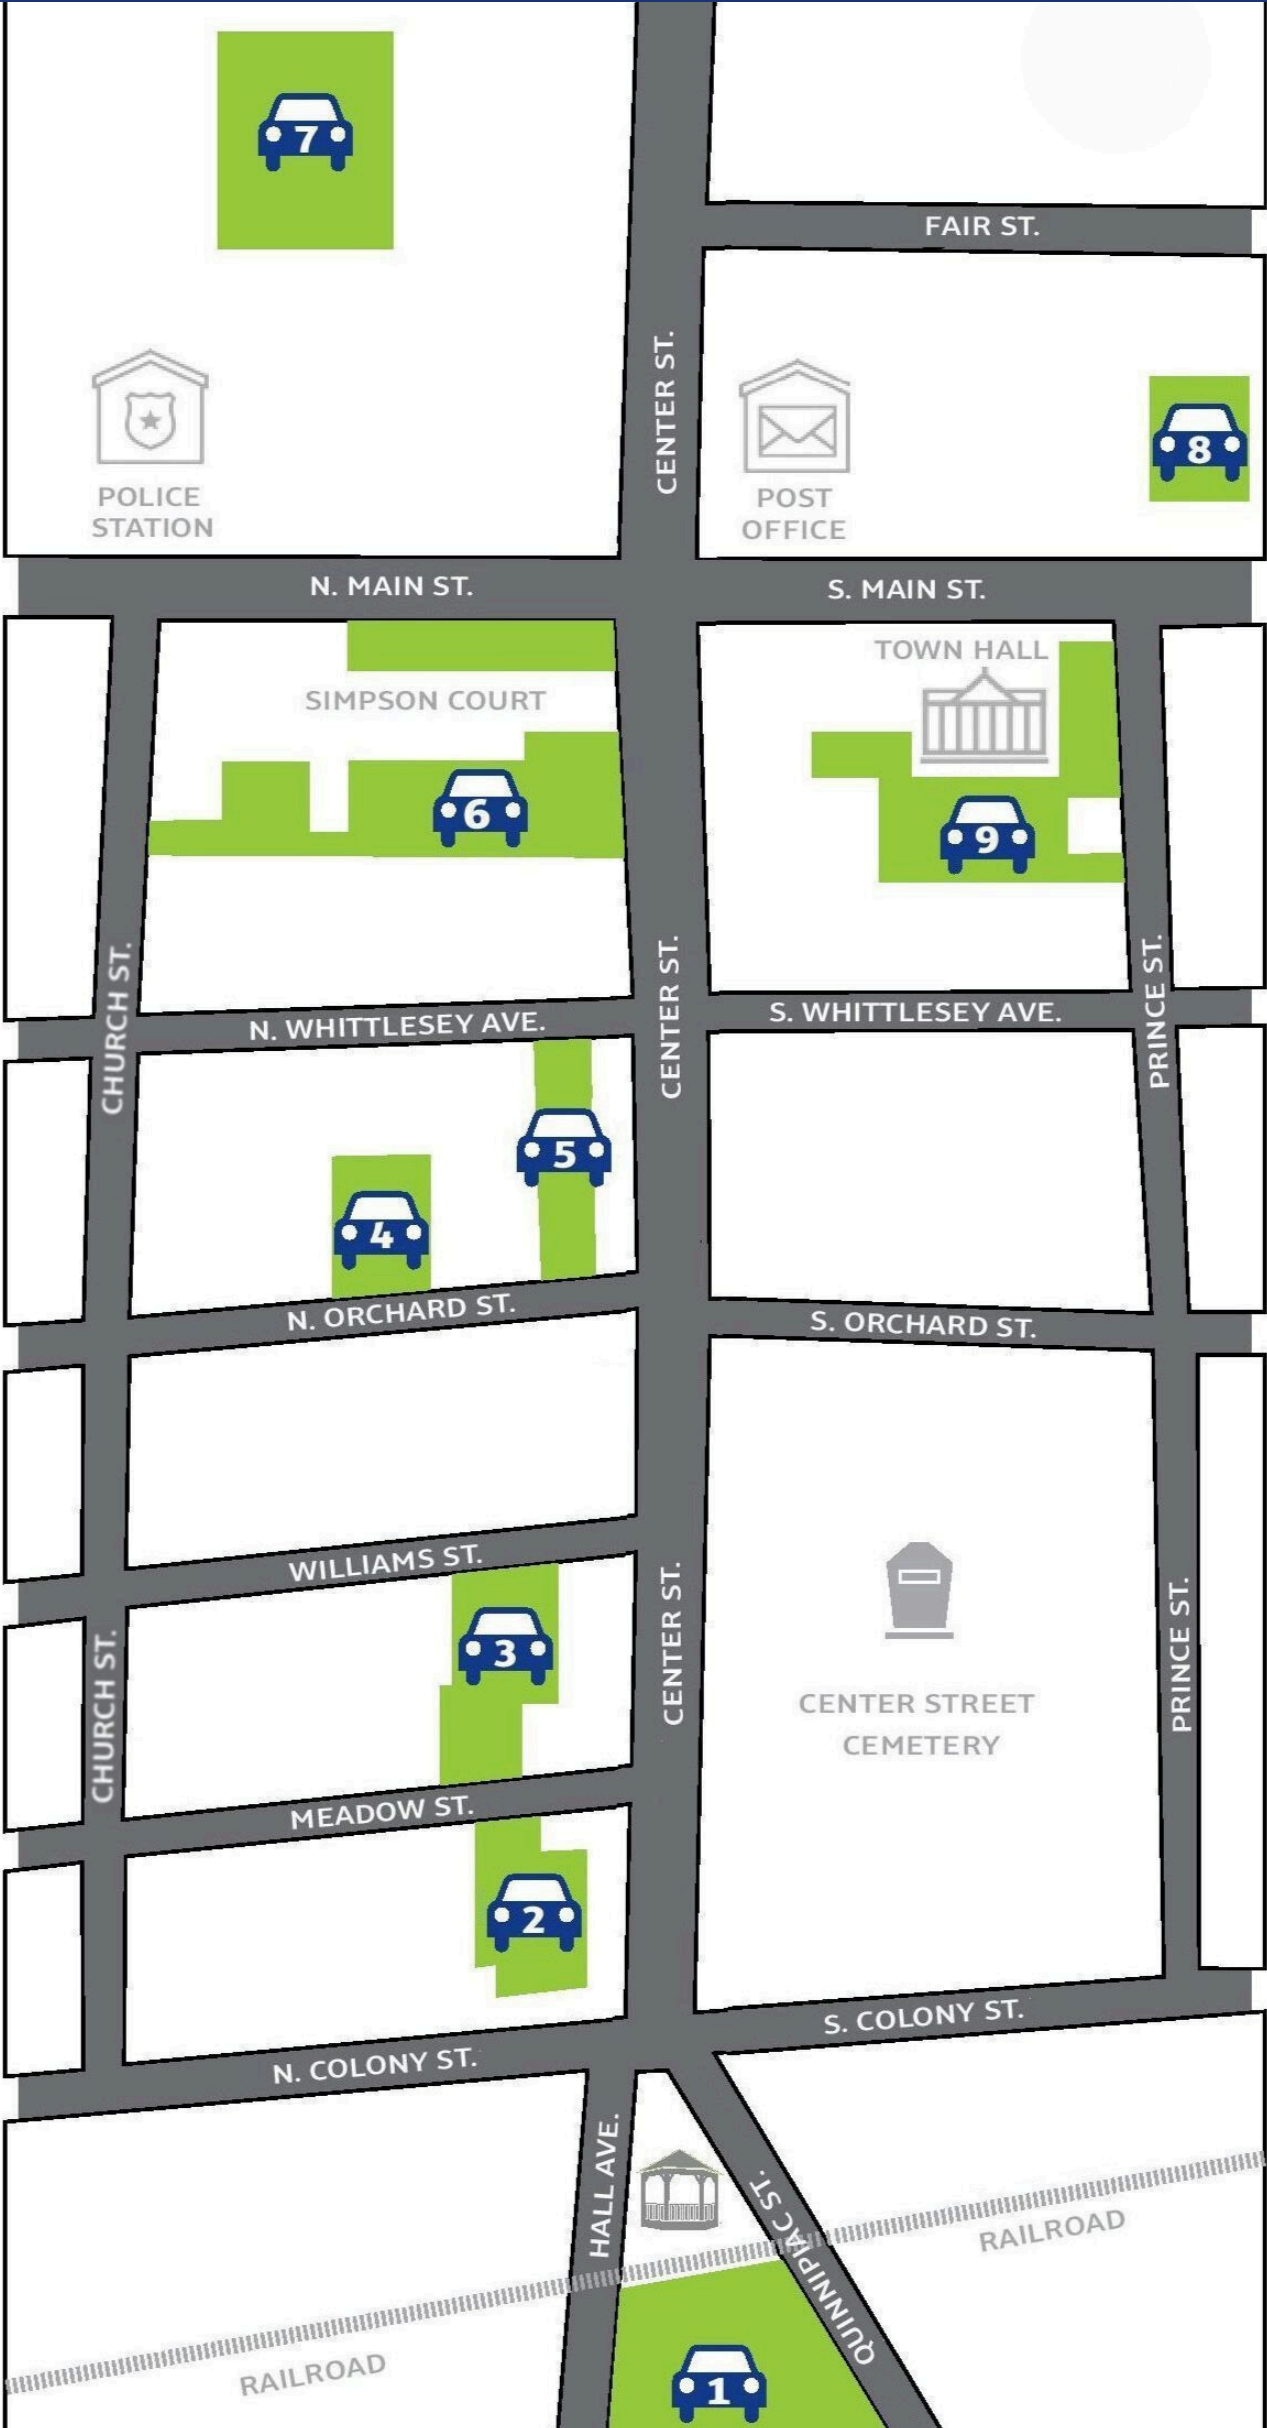 7
FAIR ST.
CENTER ST.
8
POLICE
STATION
POST
OFFICE
N. MAIN ST.
S. MAIN ST.
TOWN HALL
SIMPSON COURT
6
9
CHURCH ST.
CENTER ST.
PRINCE ST.
N. WHITTLESEY AVE.
S. WHITTLESEY AVE.
5
4
N. ORCHARD ST.
S. ORCHARD ST.
WILLIAMS ST.
3
CENTER ST.
PRINCE ST.
CHURCH ST.
CENTER STREET
CEMETERY
MEADOW ST.
2
S. COLONY ST.
N. COLONY ST.
HALL AVE.
QUINNIPIAC ST.
RAILROAD
RAILROAD
1